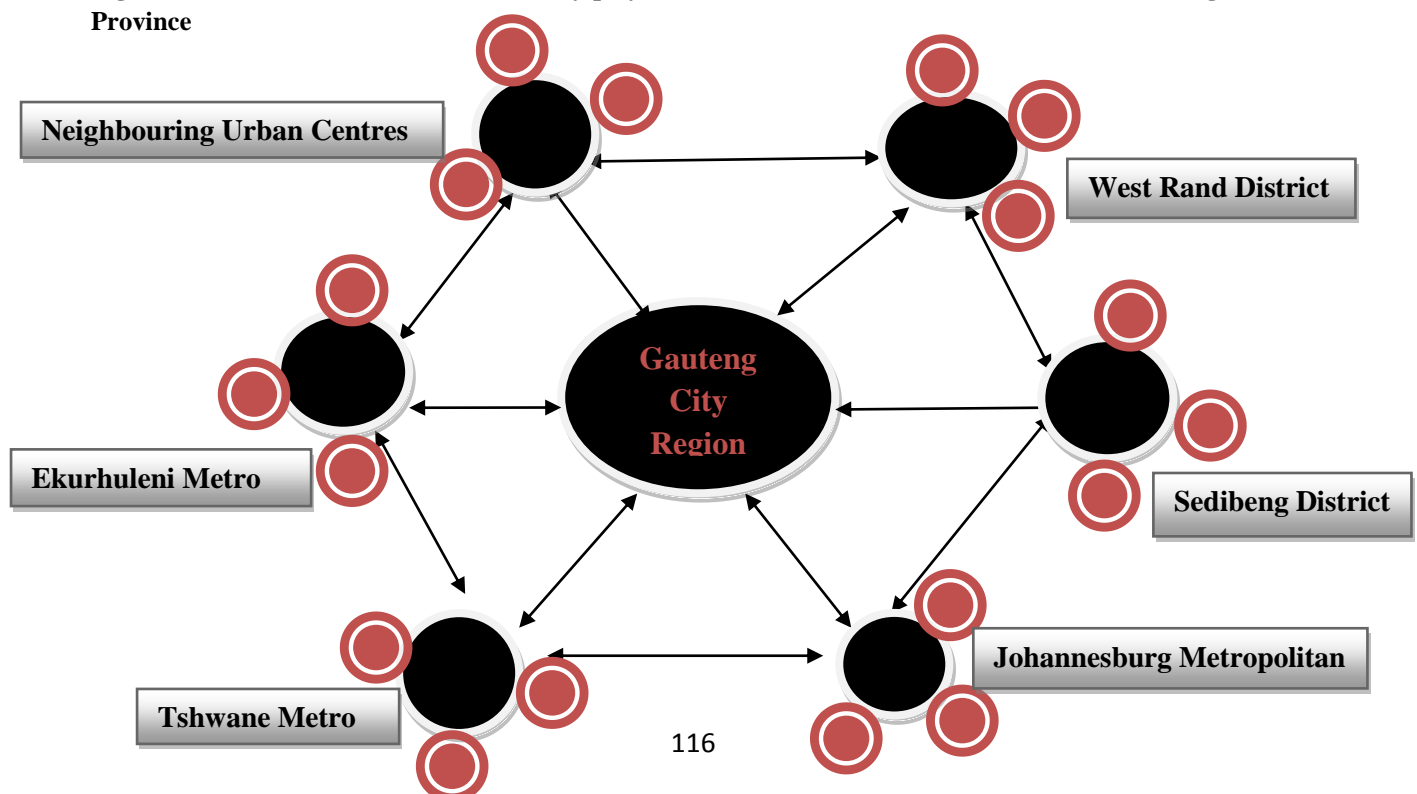 Province
Neighbouring Urban Centres
West Rand District
Gauteng
City
Region
Ekurhuleni Metro
Sedibeng District
Johannesburg Metropolitan
Tshwane Metro
116